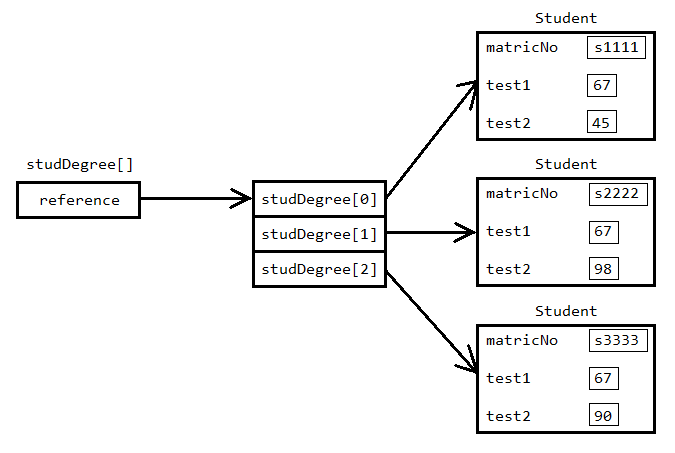 studDegree[]
reference
studDegree[0]
studDegree[1]
studDegree[2]
Student
matricNo s1111
test1 67
test2 45
Student
matricNo s2222
test1 67
test2 98
Student
matricNo s3333
test1 67
test2 90